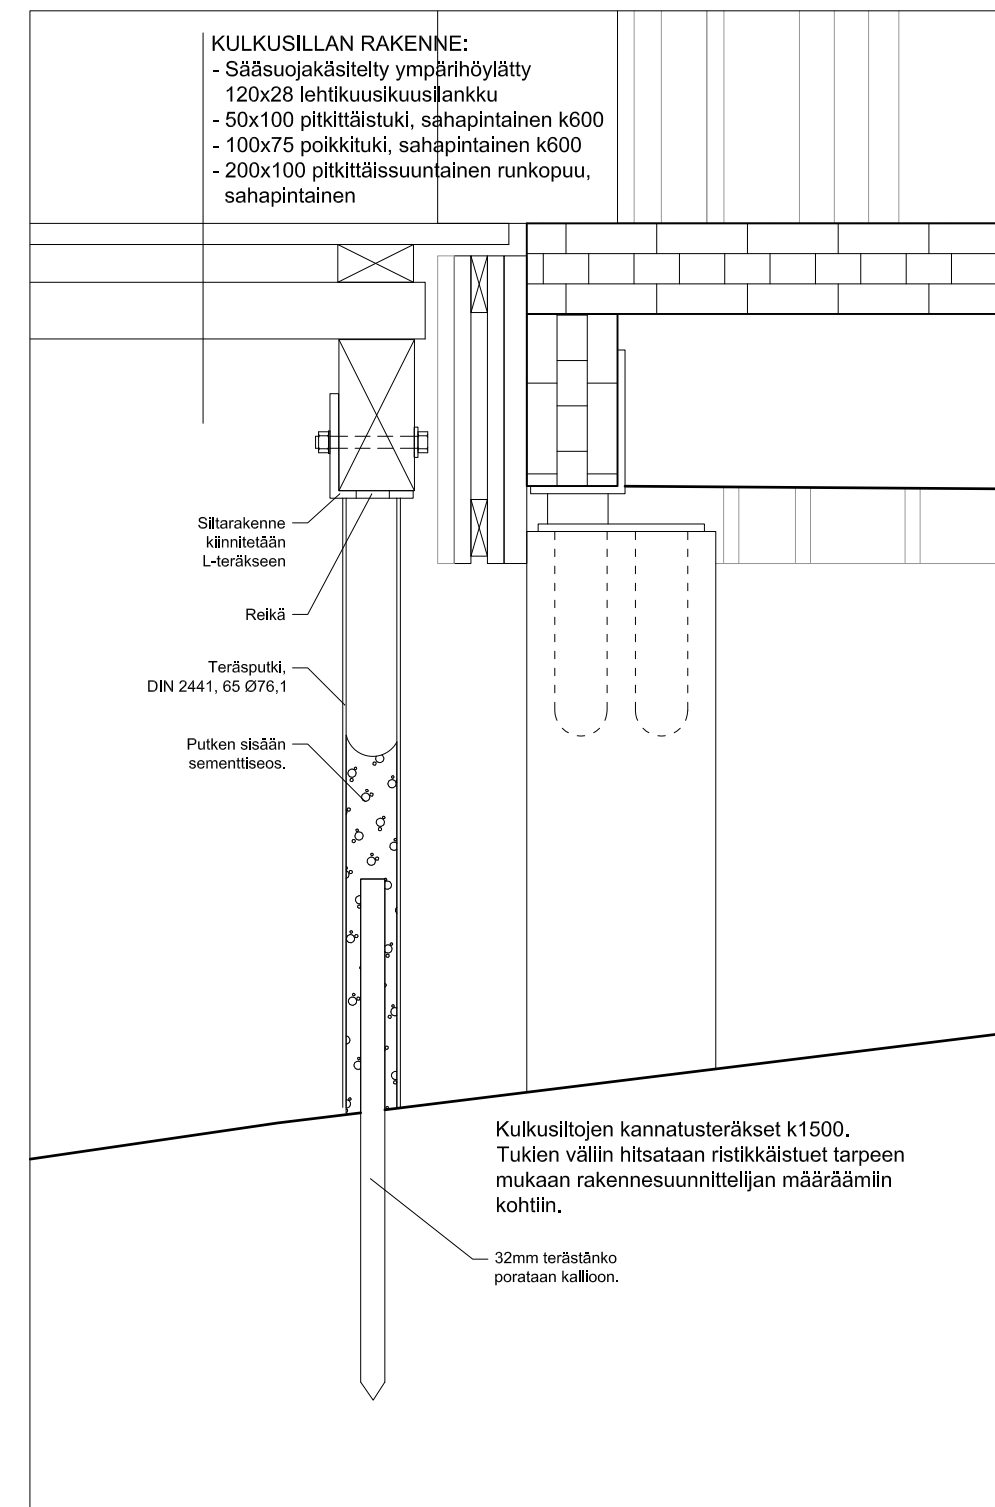 KULKUSILLAN RAKENNE:
- Sääsuojakäsitelty ympärihöylätty
120x28 lehtikuusikuusilankku
- 50x100 pitkittäistuki, sahapintainen k600
- 100x75 poikkituki, sahapintainen k600
- 200x100 pitkittäissuuntainen runkopuu,
sahapintainen
Siltarakenne
kiinnitetään
L-teräkseen
Reikä
Teräsputki,
DIN 2441, 65 Ø76,1
Putken sisään
sementtiseos.
Kulkusiltojen kannatusteräkset k1500.
Tukien väliin hitsataan ristikkäistuet tarpeen
mukaan rakennesuunnittelijan määräämiin
kohtiin.
32mm terästänko
porataan kallioon.